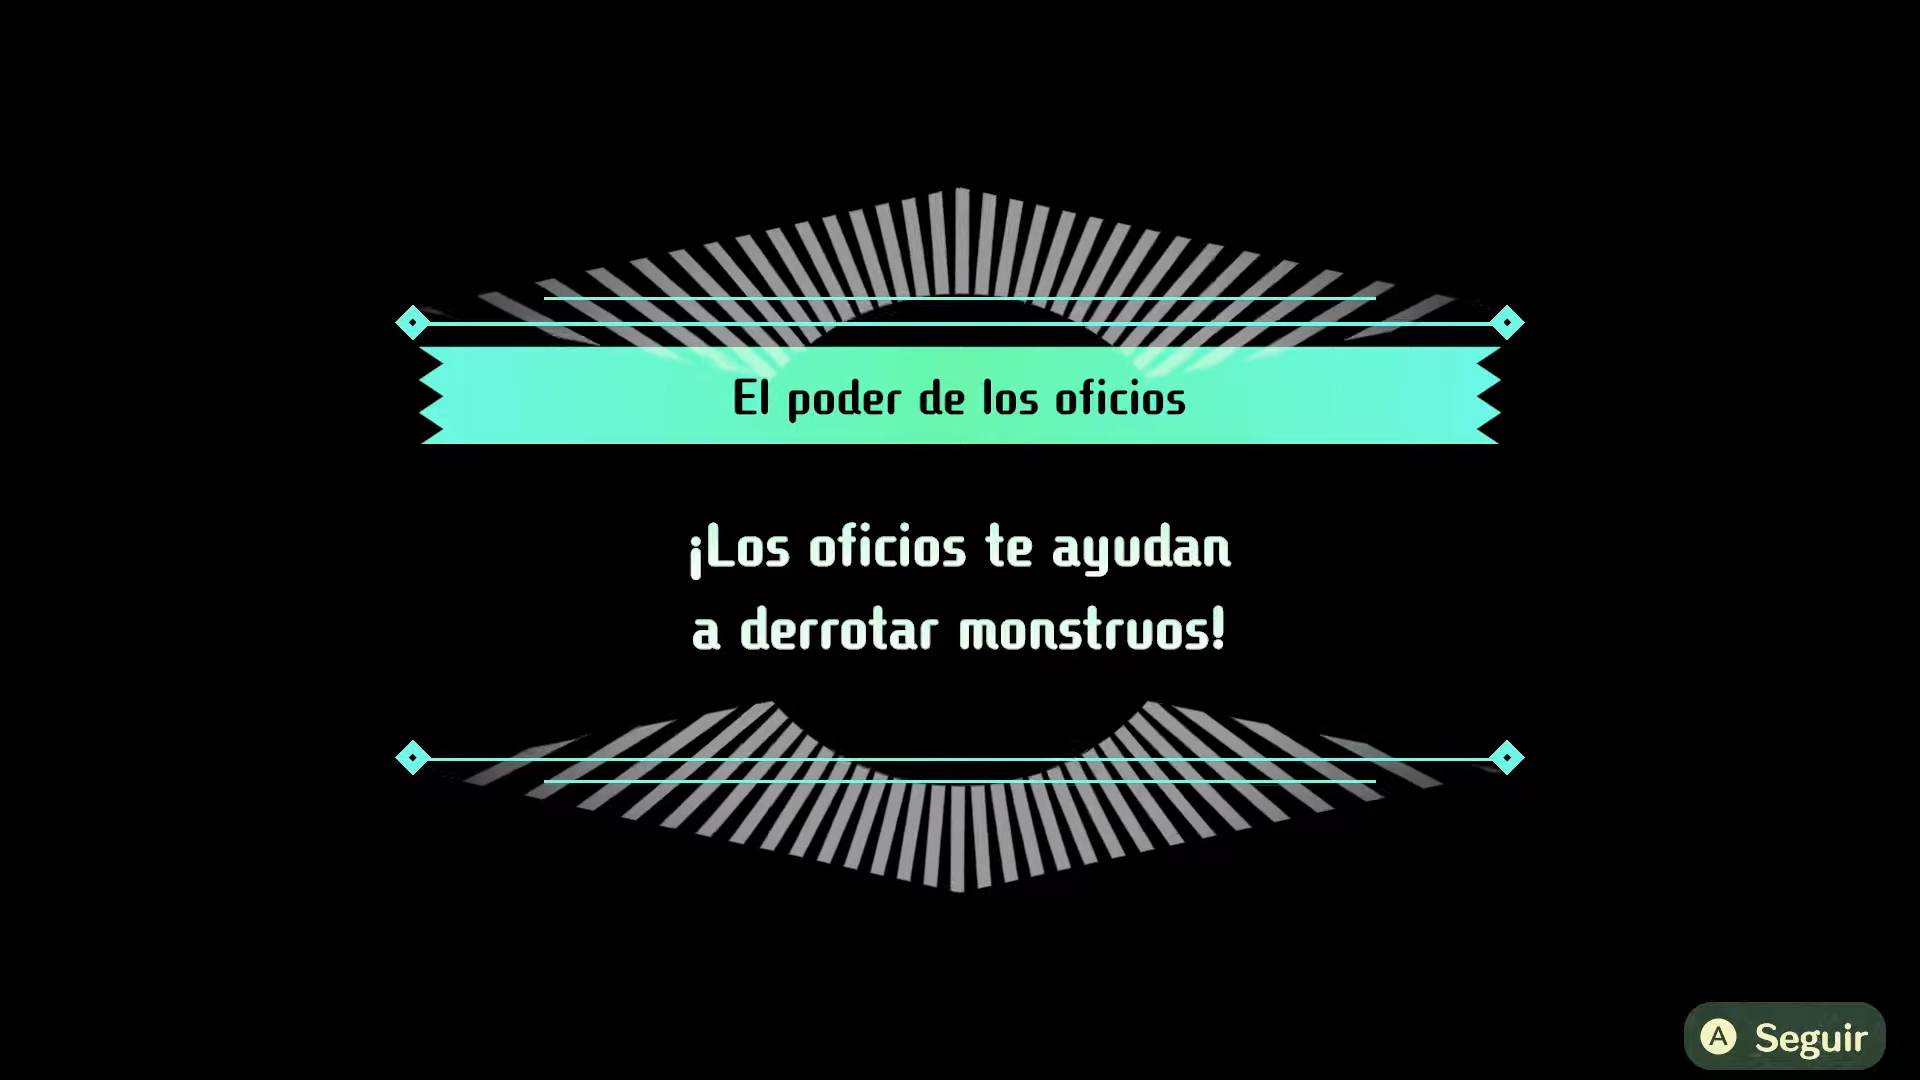 El poder de los oficios
¡Los oficios te ayudan
a derrotar monstruos!
A Seguir